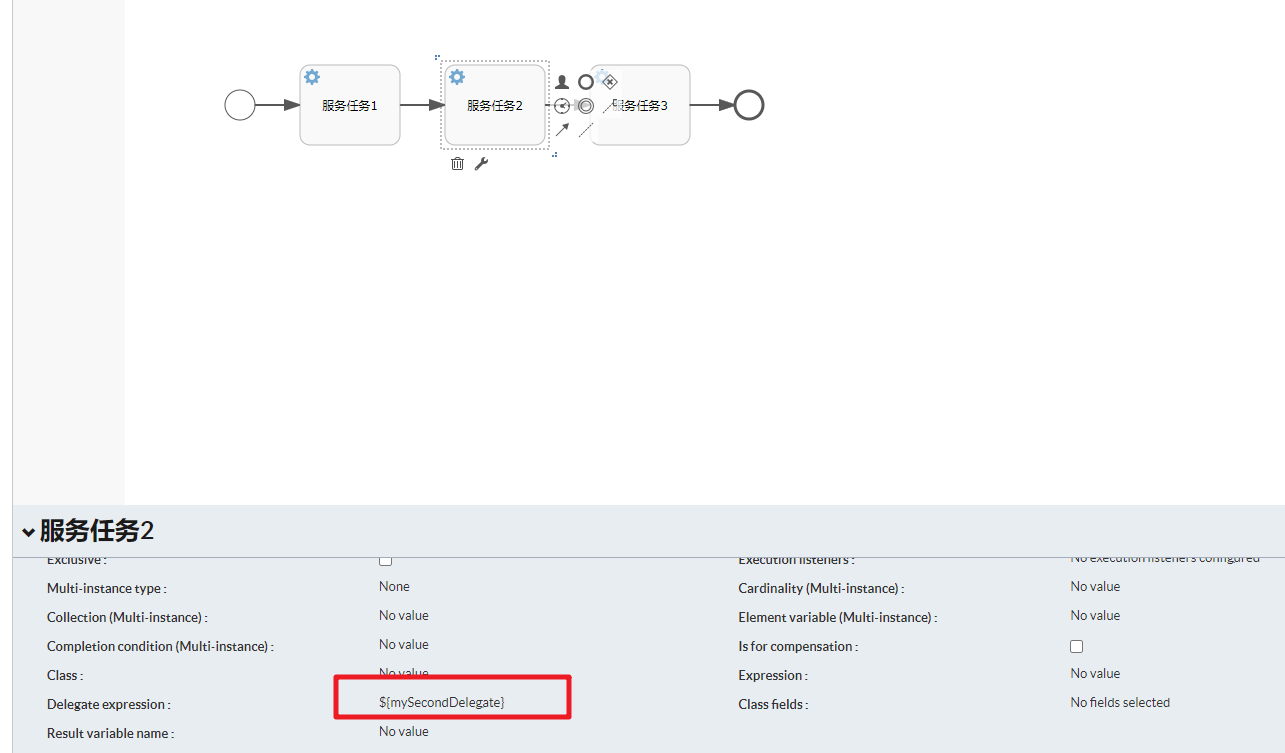 服务任务1
服务任务2
服务任务3
服务任务2
Exclusive :
Execution listeners :
No execution listeners configured
Multi-instance type :
None
Cardinality (Multi-instance) :
No value
Collection (Multi-instance) :
No value
Element variable (Multi-instance) :
No value
Completion condition (Multi-instance) :
No value
Is for compensation :
Class :
No value
Expression :
No value
Delegate expression :
${mySecondDelegate}
Class fields :
No fields selected
Result variable name :
No value